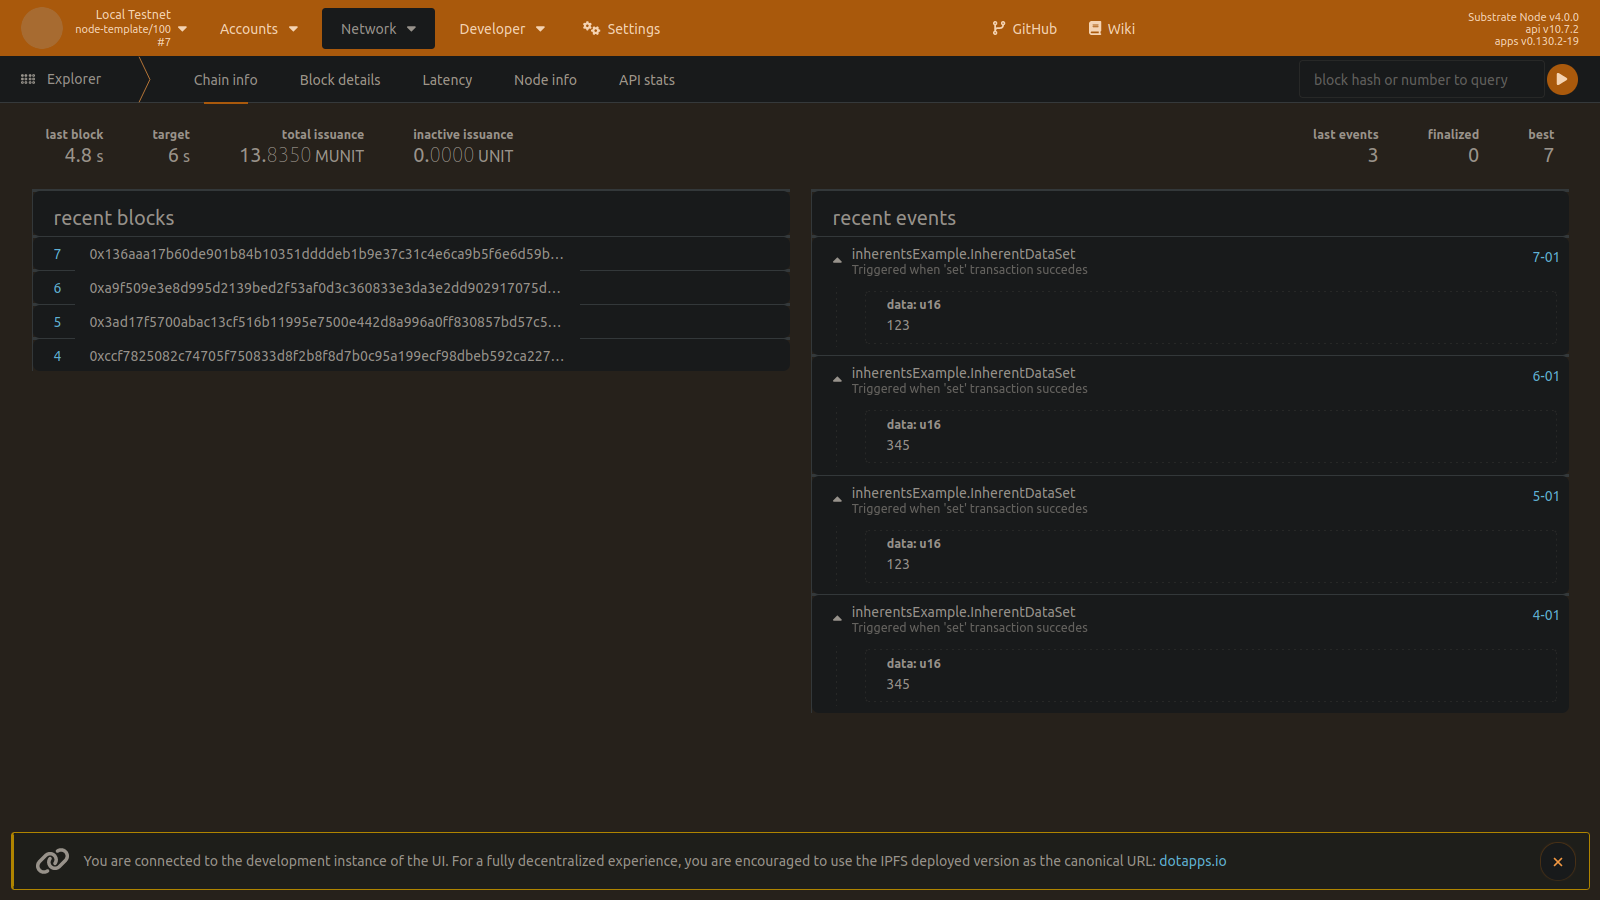 Local Testnet
node-template/100
#7
Accounts
Network
Developer
Settings
GitHub
Wiki
Substrate Node v4.0.0
api v10.7.2
apps v0.130.2-19
Explorer
Chain info
Block details
Latency
Node info
API stats
block hash or number to query
last block
4.8 s
target
6 s
total issuance
13.8350 MUNIT
inactive issuance
0.0000 UNIT
last events
3
finalized
0
best
7
recent blocks
7 0x136aaa17b60de901b84b10351ddddeb1b9e37c31c4e6ca9b5f6e6d59b...
6 0xa9f509e3e8d995d2139bed2f53af0d3c360833e3da3e2dd902917075d...
5 0x3ad17f5700abac13cf516b11995e7500e442d8a996a0ff830857bd57c5...
4 0xccf7825082c74705f750833d8f2b8f8d7b0c95a199ecf98dbeb592ca227...
recent events
inherentsExample.InherentDataSet 7-01
Triggered when 'set' transaction succedes
data: u16
123
inherentsExample.InherentDataSet 6-01
Triggered when 'set' transaction succedes
data: u16
345
inherentsExample.InherentDataSet 5-01
Triggered when 'set' transaction succedes
data: u16
123
inherentsExample.InherentDataSet 4-01
Triggered when 'set' transaction succedes
data: u16
345
You are connected to the development instance of the UI. For a fully decentralized experience, you are encouraged to use the IPFS deployed version as the canonical URL: dotapps.io